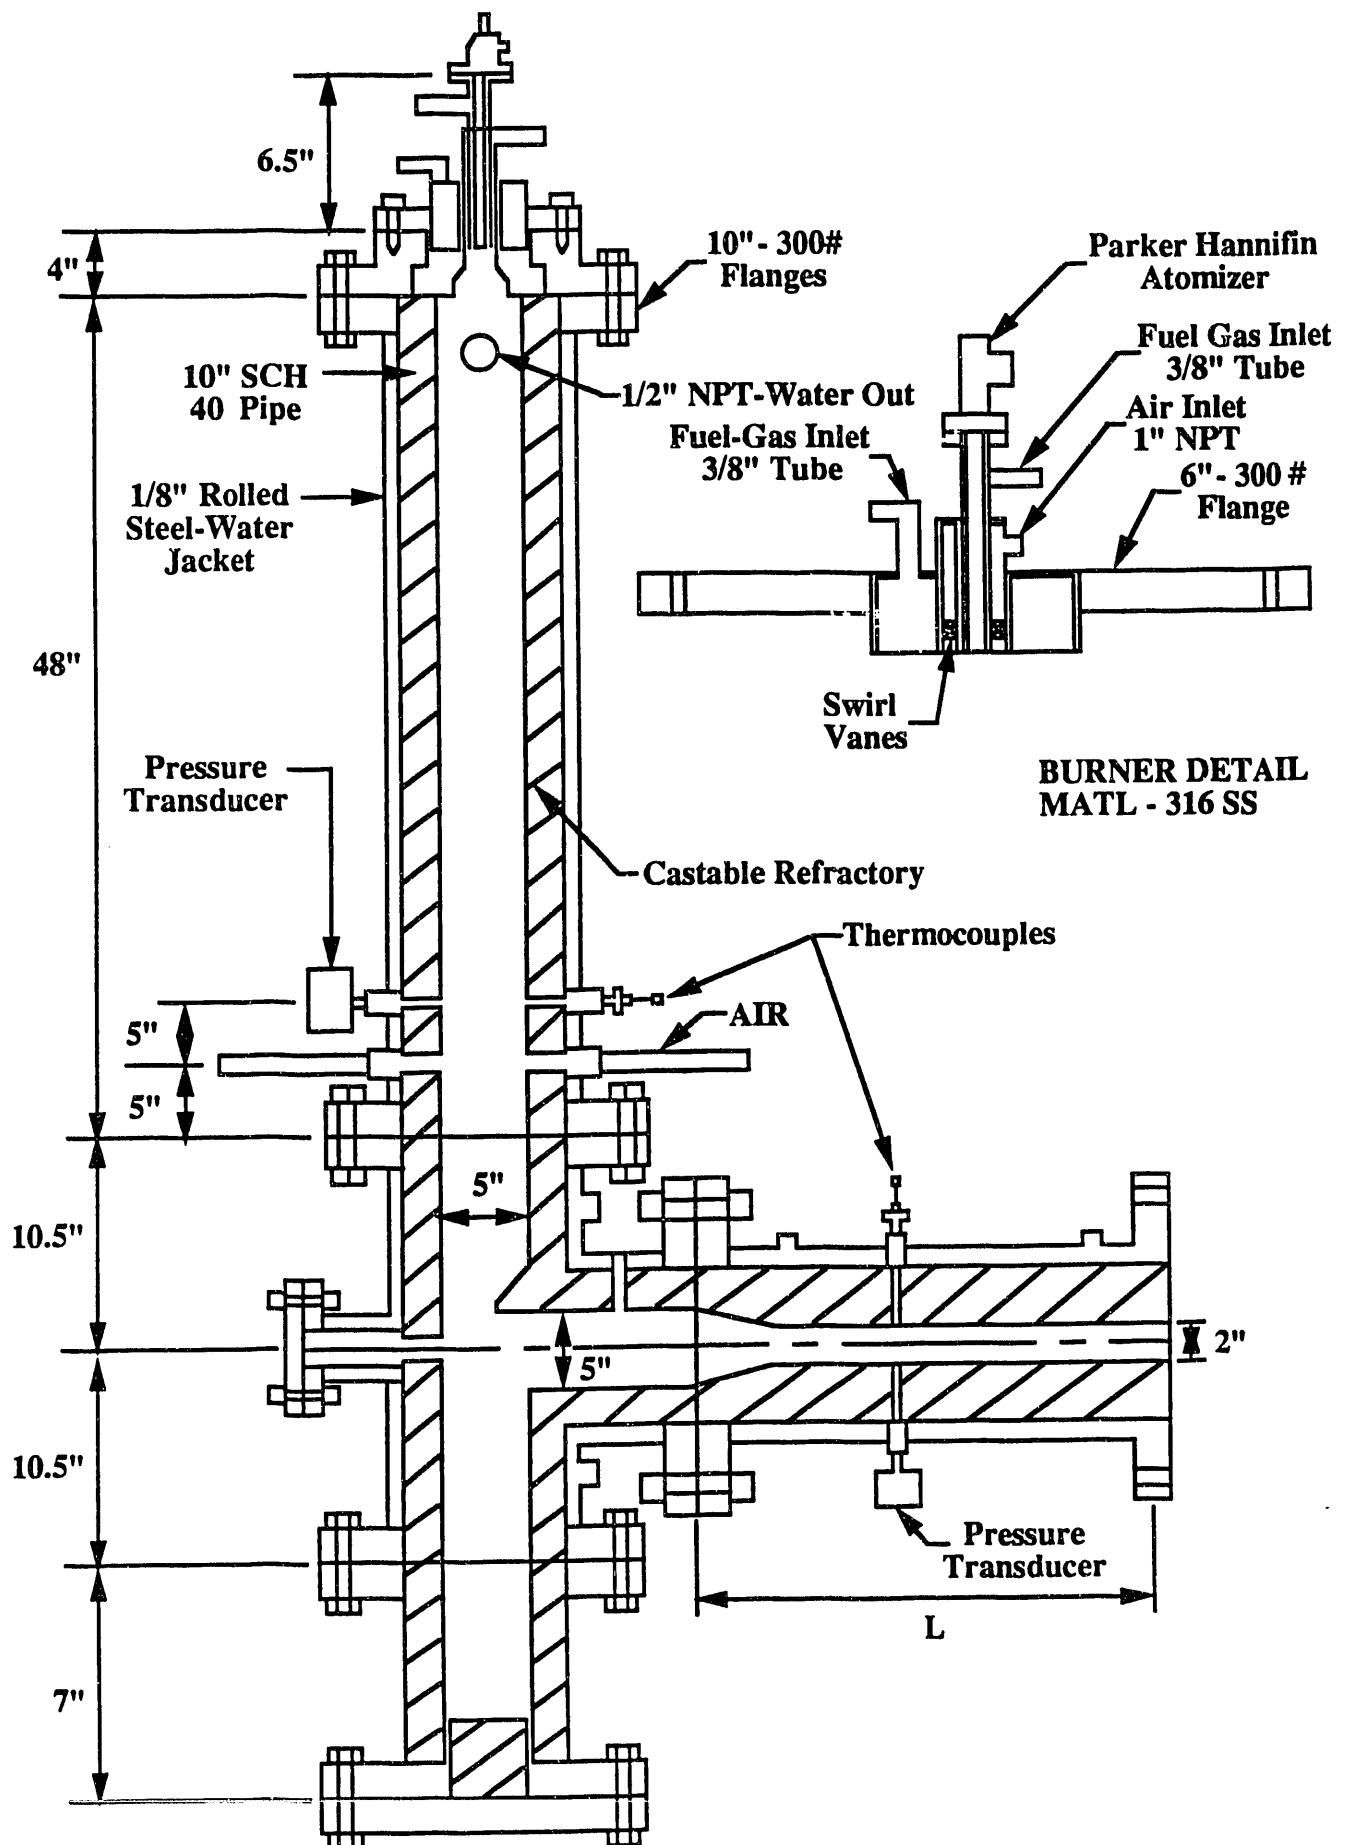 6.5"
4"
10"- 300#
Flanges
Parker Hannifin
Atomizer
Fuel Gas Inlet
3/8" Tube
10" SCH
40 Pipe
1/2" NPT-Water Out
Air Inlet
1" NPT
Fuel-Gas Inlet
3/8" Tube
6"- 300 #
Flange
1/8" Rolled
Steel-Water
Jacket
48"
Swirl
Vanes
Pressure
Transducer
BURNER DETAIL
MATL - 316 SS
Castable Refractory
Thermocouples
AIR
5"
5"
5"
10.5"
5"
2"
10.5"
Pressure
Transducer
L
7"